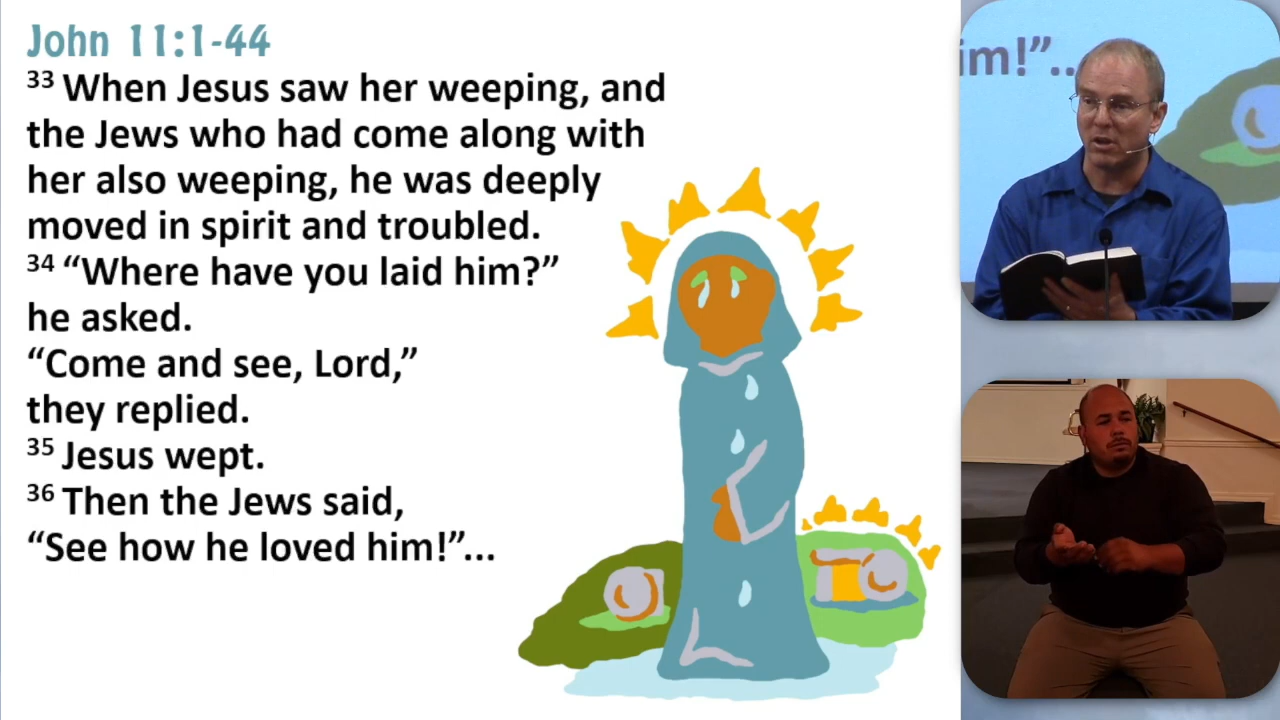 John 11:1-44
33 When Jesus saw her weeping, and
the Jews who had come along with
her also weeping, he was deeply
moved in spirit and troubled.
34 “Where have you laid him?”
he asked.
“Come and see, Lord,”
they replied.
35 Jesus wept.
36 Then the Jews said,
“See how he loved him!”...
im!”..